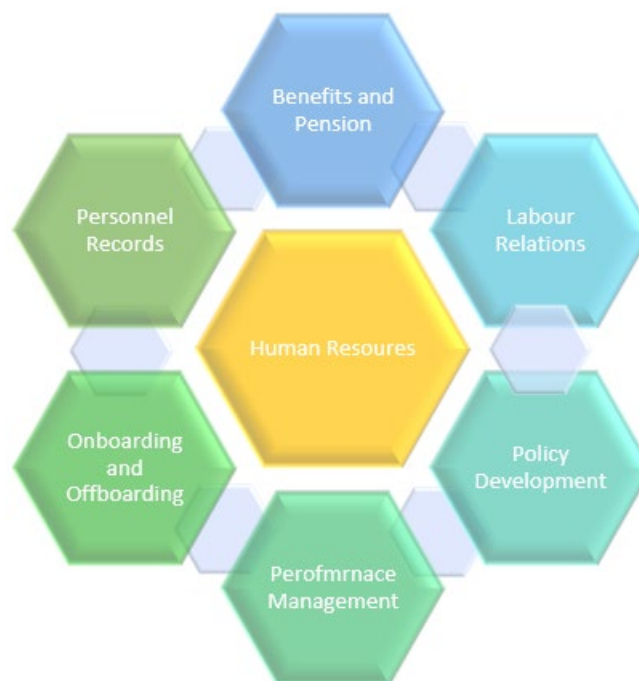 Benefits and
Pension
Personnel
Records
Labour
Relations
Human Resoures
Onboarding
and
Offboarding
Policy
Development
Perofmrnace
Management